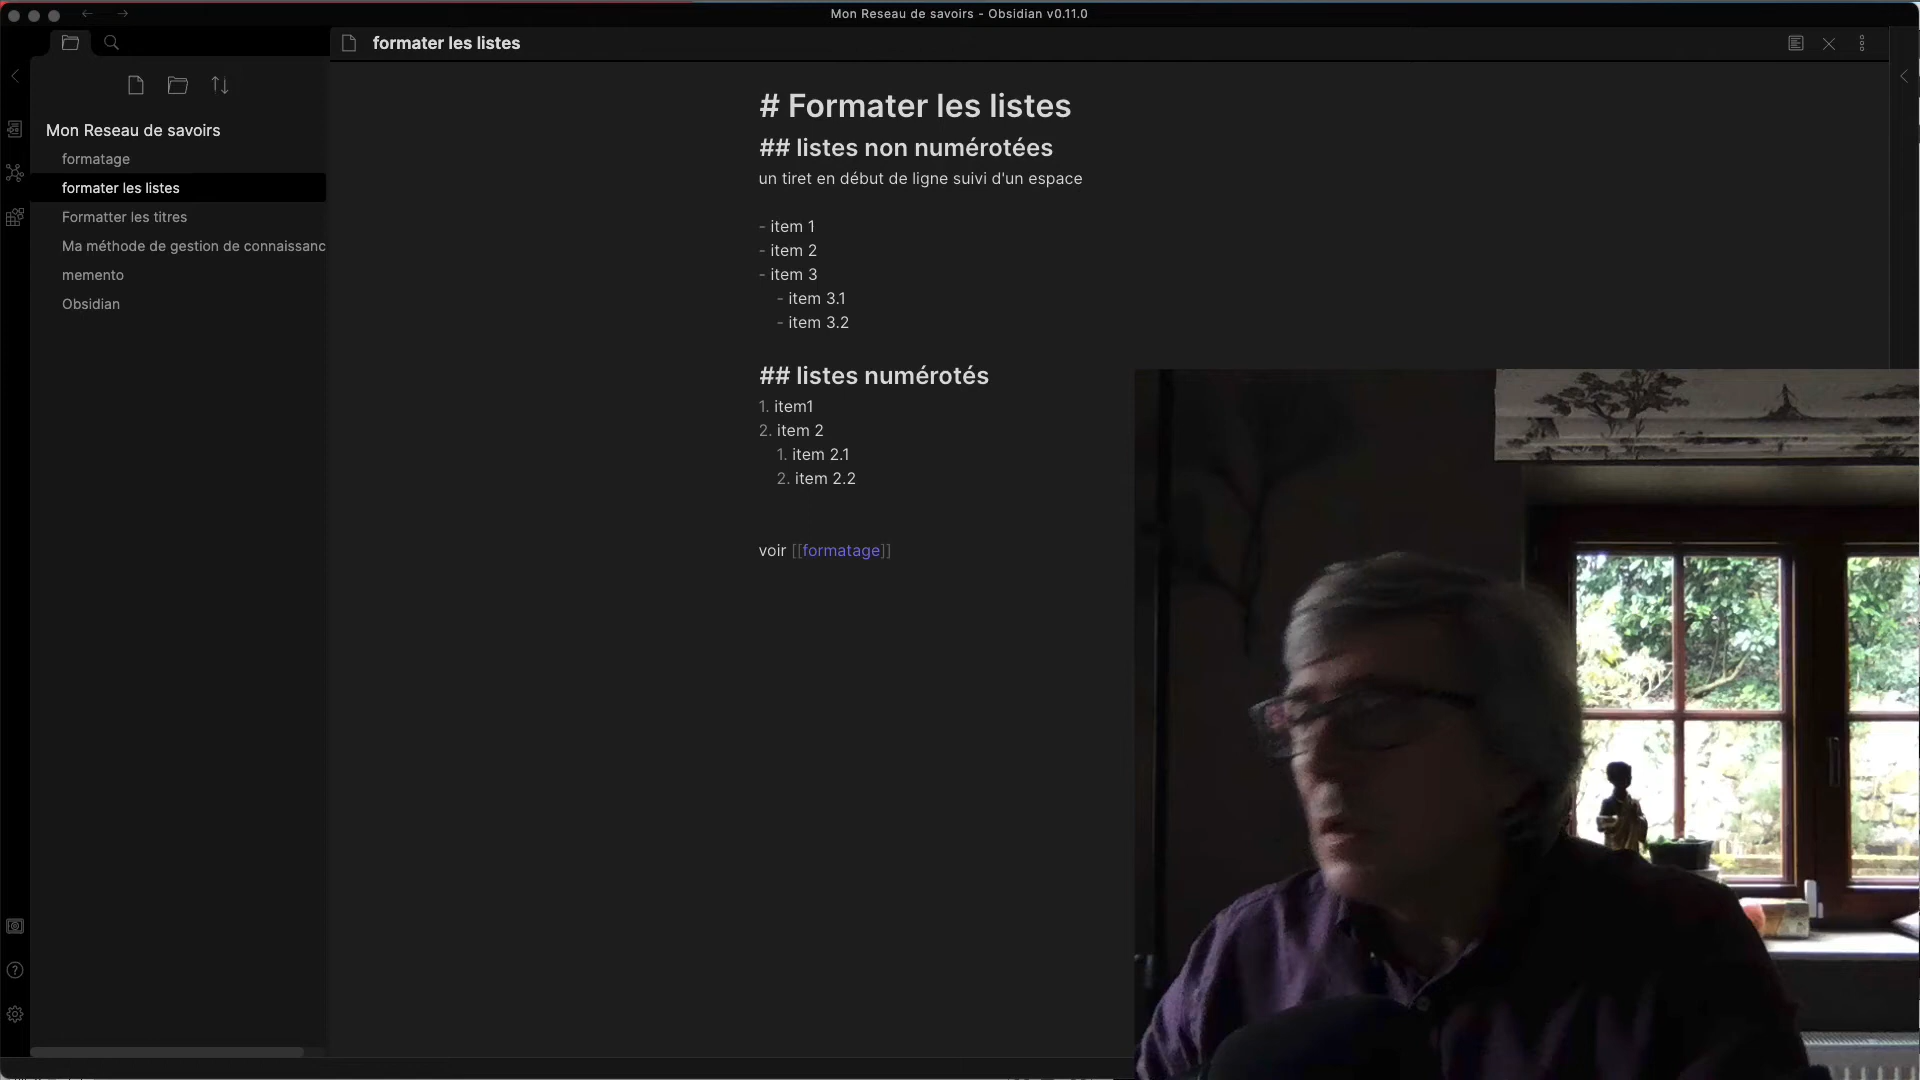 Mon Reseau de savoirs - Obsidian v0.11.0
formater les listes
Mon Reseau de savoirs
formatage
formater les listes
Formatter les titres
Ma méthode de gestion de connaissanc
memento
Obsidian
# Formater les listes
## listes non numérotées
un tiret en début de ligne suivi d'un espace
- item 1
- item 2
- item 3
- item 3.1
- item 3.2
## listes numérotés
1. item1
2. item 2
1. item 2.1
2. item 2.2
voir [[formatage]]